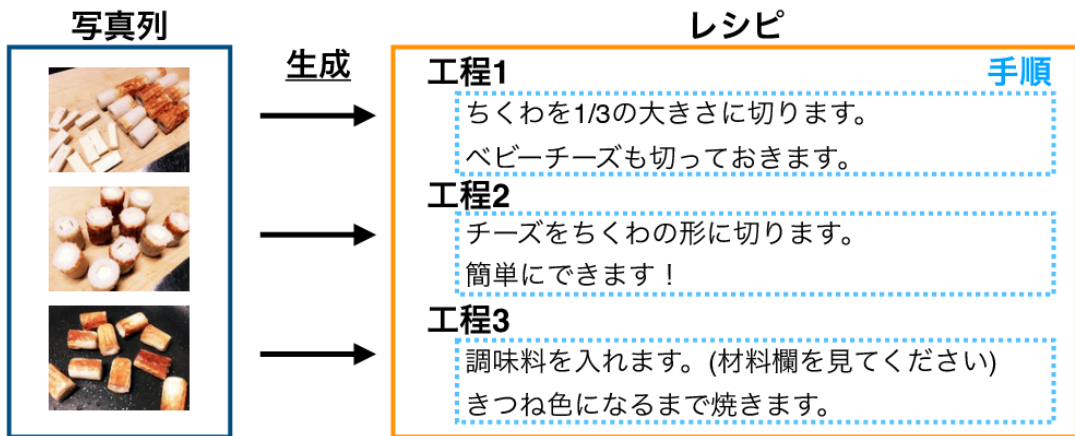 写真列
生成
レシピ
工程1
手順
ちくわを1/3の大きさに切ります。
ベビーチーズも切っておきます。
工程2
チーズをちくわの形に切ります。
簡単にできます！
工程3
調味料を入れます。(材料欄を見てください)
きつね色になるまで焼きます。